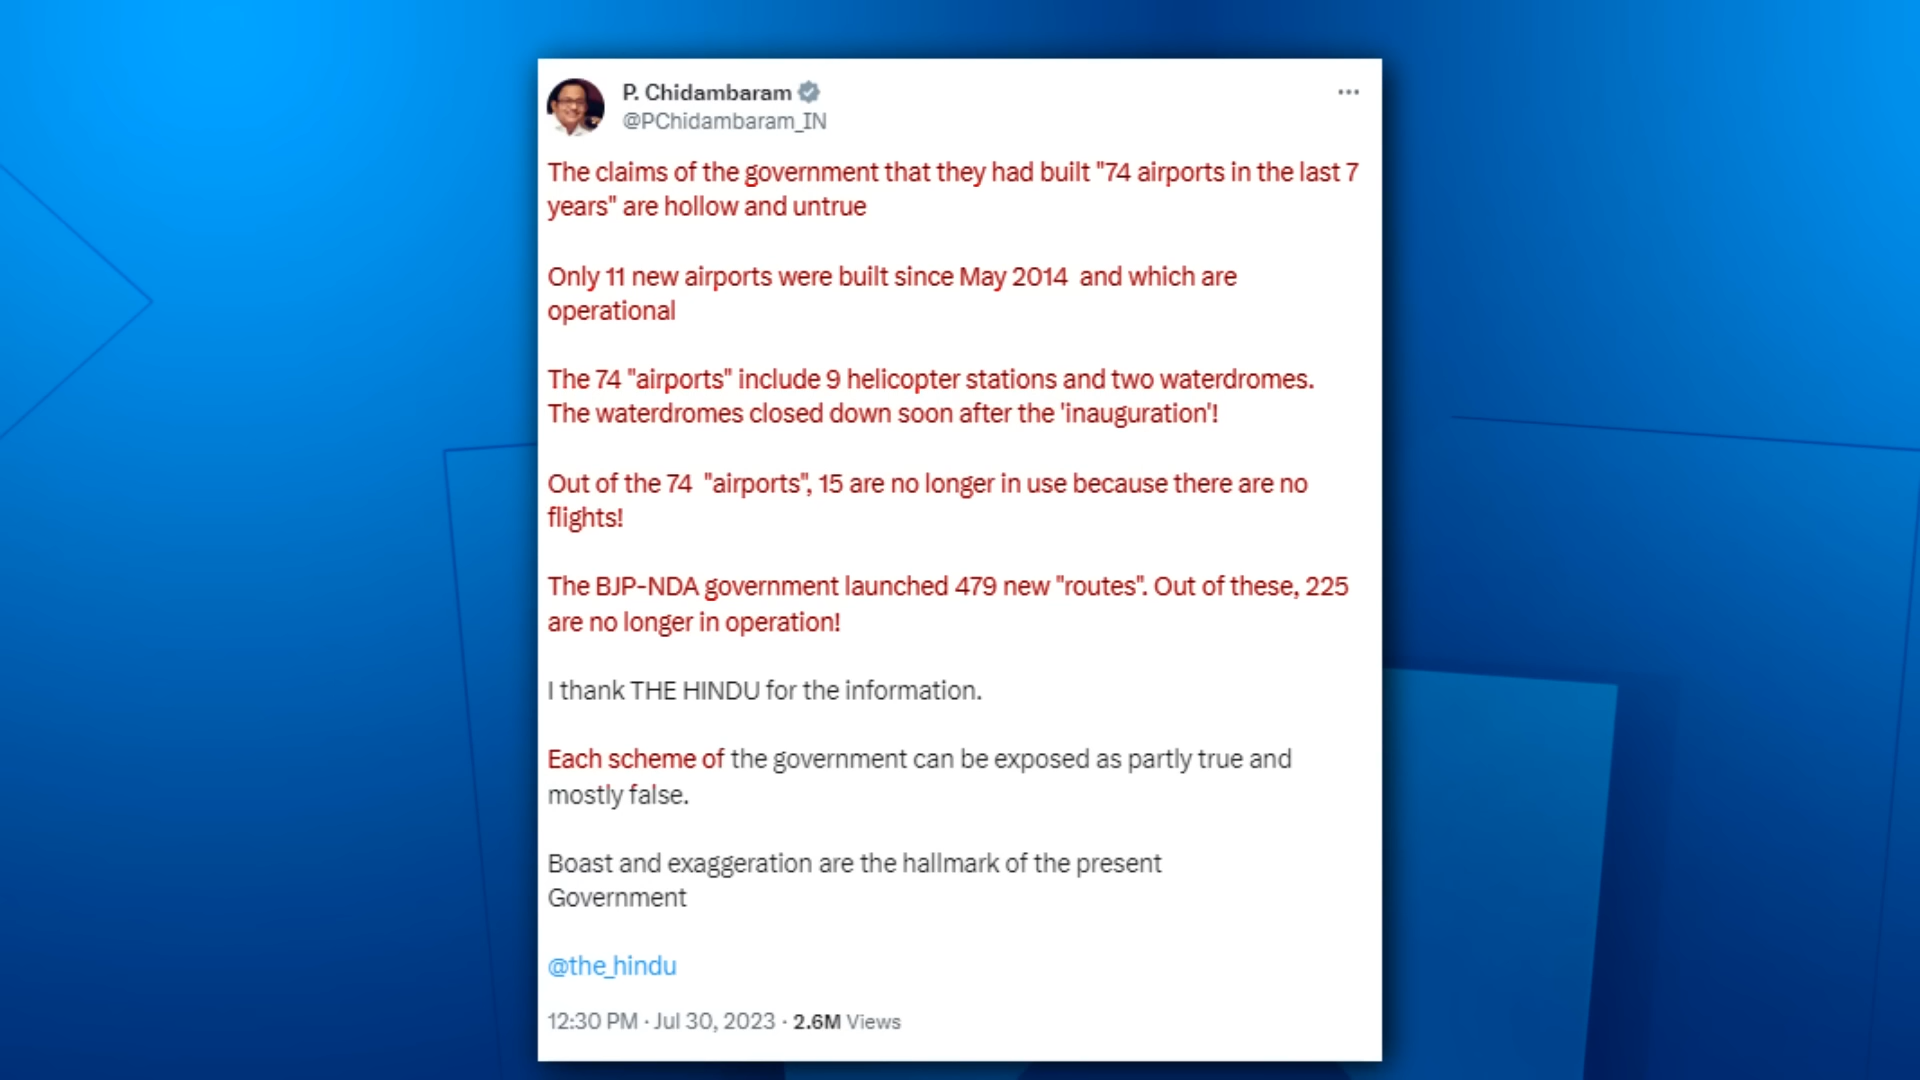 P. Chidambaram
@PChidambaram_IN
The claims of the government that they had built "74 airports in the last 7
years" are hollow and untrue
Only 11 new airports were built since May 2014 and which are
operational
The 74 "airports" include 9 helicopter stations and two waterdromes.
The waterdromes closed down soon after the 'inauguration'!
Out of the 74 "airports", 15 are no longer in use because there are no
flights!
The BJP-NDA government launched 479 new "routes". Out of these, 225
are no longer in operation!
I thank THE HINDU for the information.
Each scheme of the government can be exposed as partly true and
mostly false.
Boast and exaggeration are the hallmark of the present
Government
@the_hindu
12:30 PM · Jul 30, 2023 · 2.6M Views